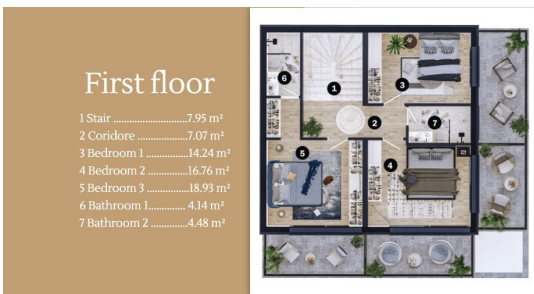 First floor
1 Stair ............................7.95 m²
2 Coridore ...................7.07 m²
3 Bedroom 1 ...............14.24 m²
4 Bedroom 2 ..............16.76 m²
5 Bedroom 3 ..............18.93 m²
6 Bathroom 1............ 4.14 m²
7 Bathroom 2 ............4.48 m²
1
2
3
4
5
6
7